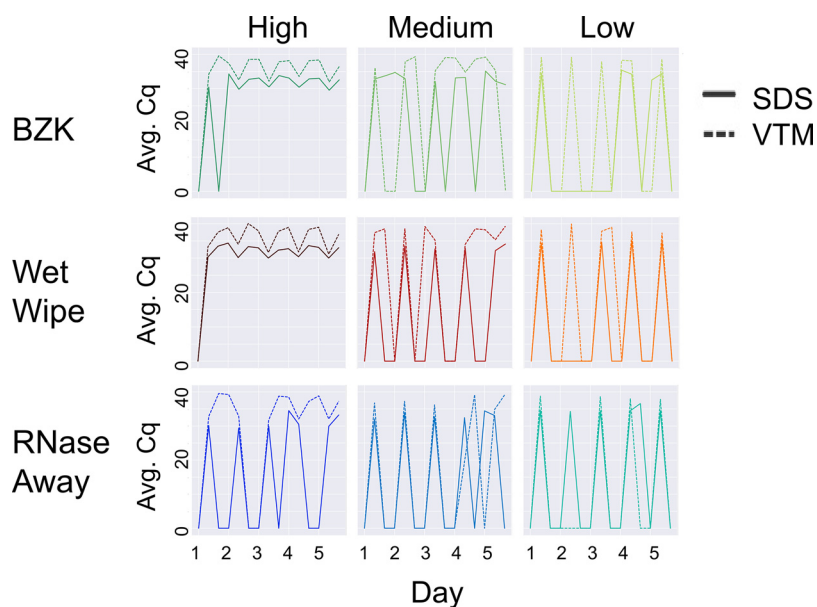 High Medium Low
BZK
Avg. Cq
40
20
0
SDS
VTM
Wet
Wipe
Avg. Cq
40
20
0
RNase
Away
Avg. Cq
40
20
0
1 2 3 4 5 1 2 3 4 5 1 2 3 4 5
Day